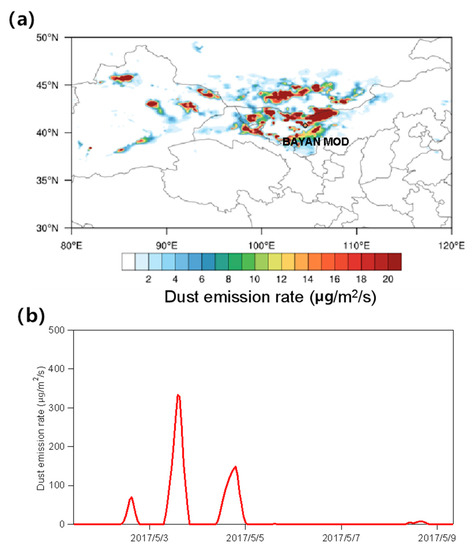 (a)
50°N
45°N
40°N
35°N
30°N
BAYAN MOD
80°E 90°E 100°E 110°E 120°E
2 4 6 8 10 12 14 16 18 20
Dust emission rate (μg/m²/s)
(b)
500
400
300
200
100
0
Dust emission rate (μg/m²/s)
2017/5/3 2017/5/5 2017/5/7 2017/5/9